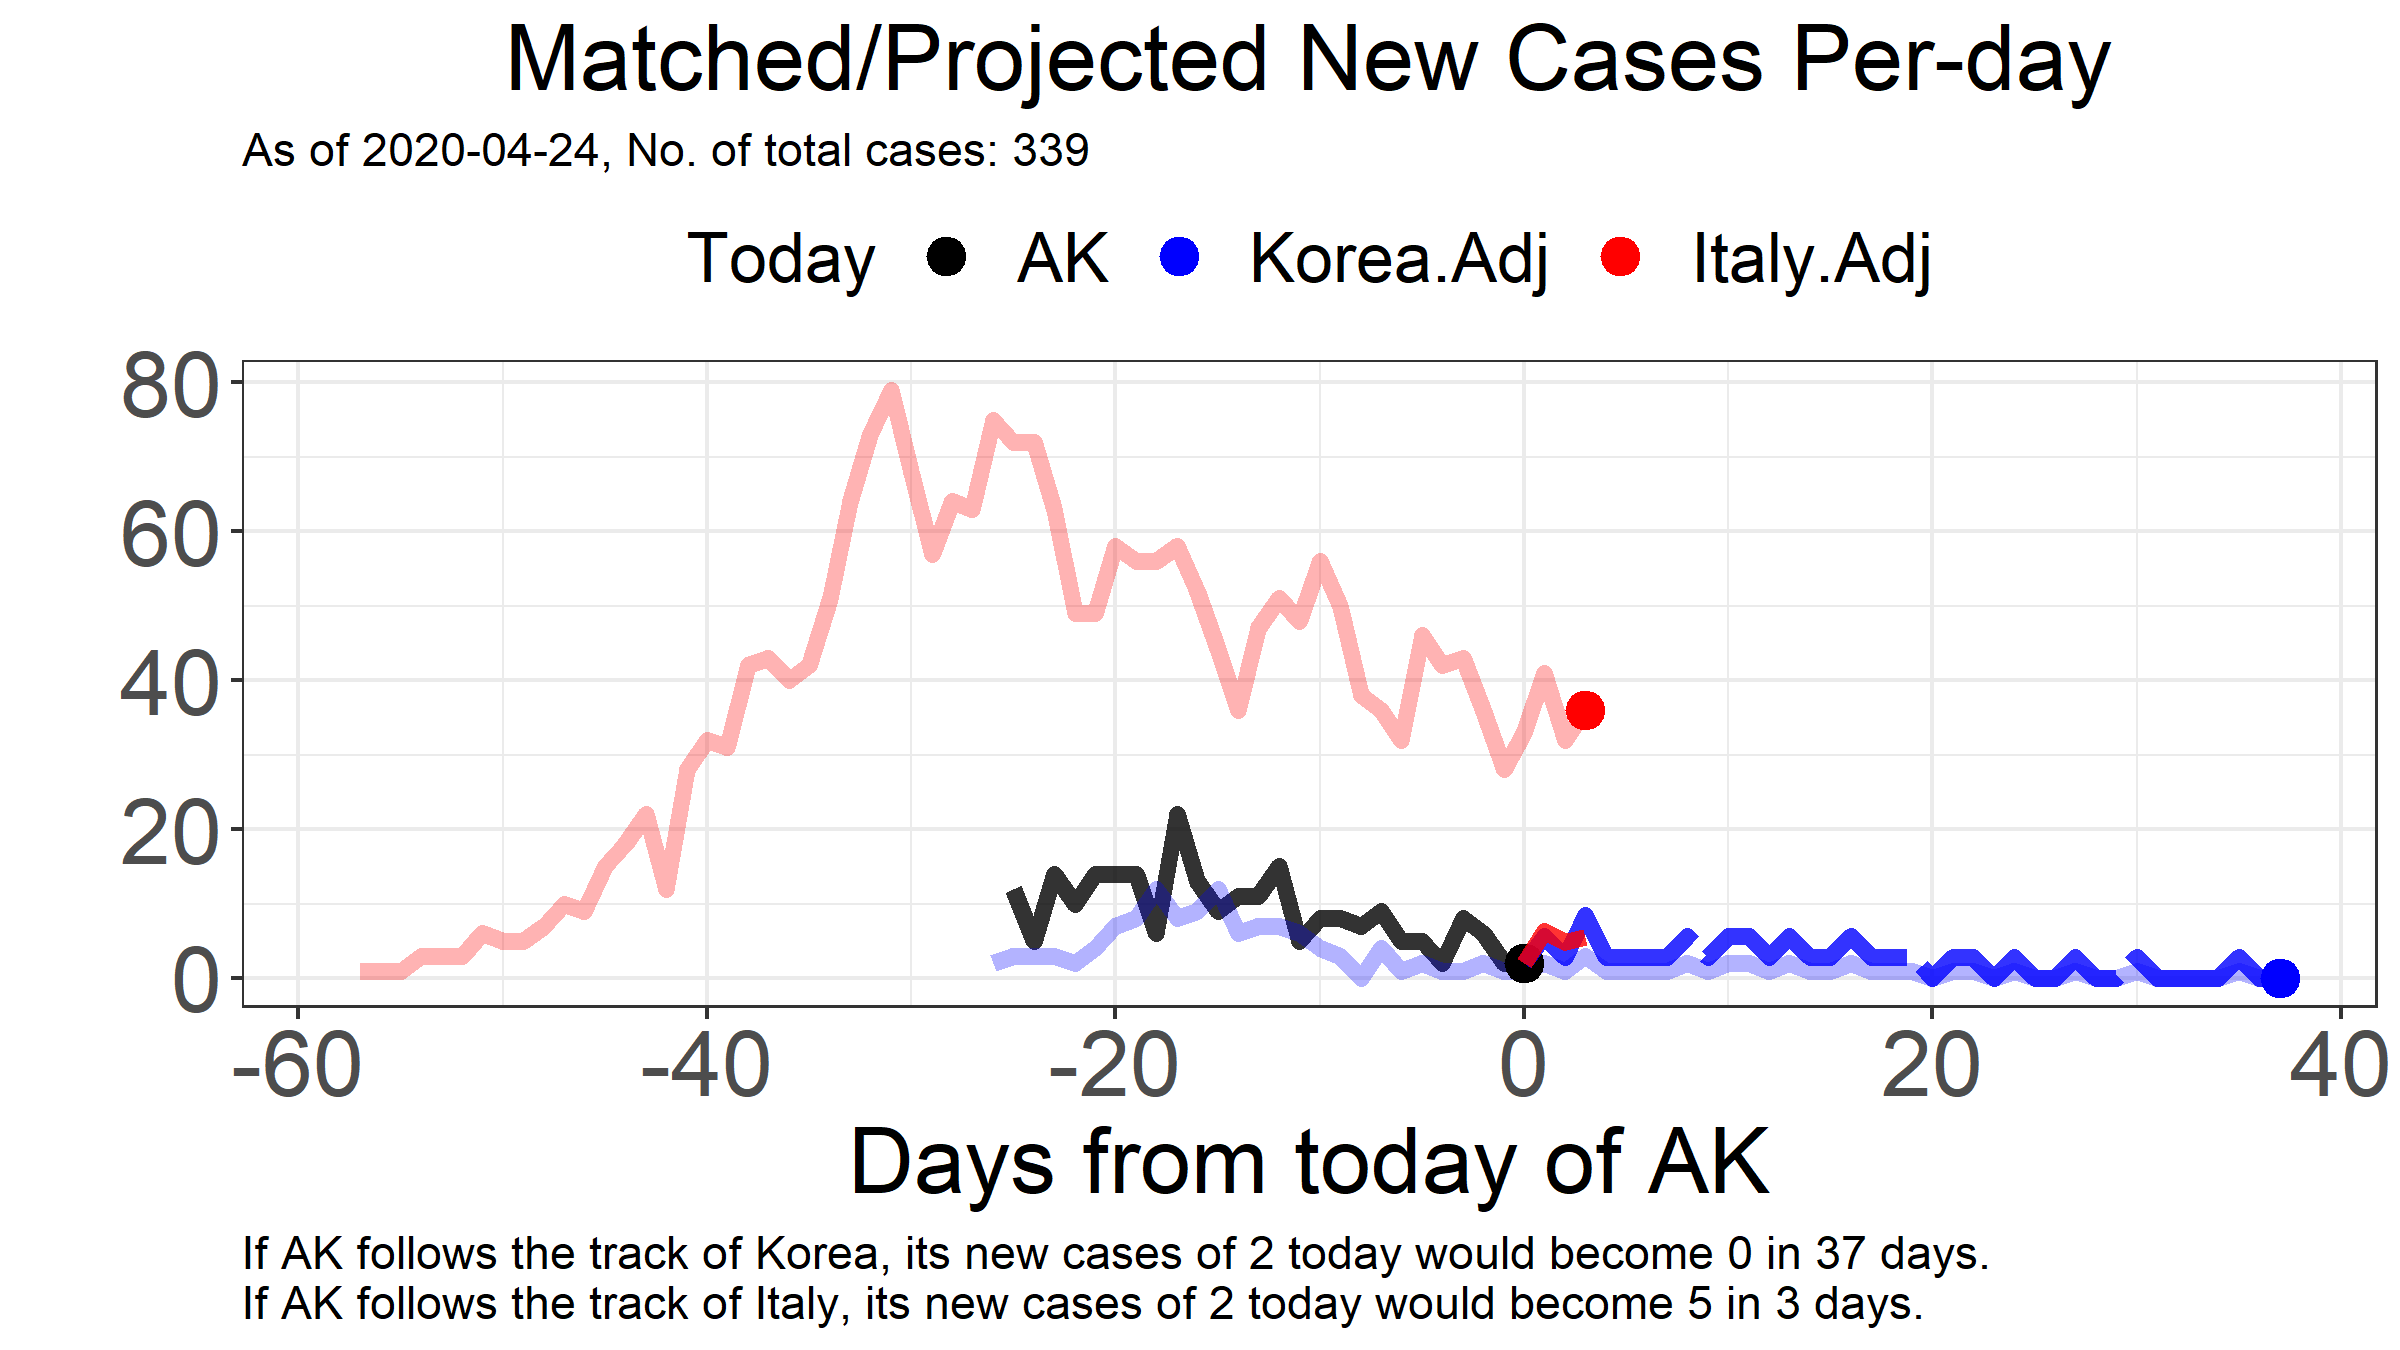 Matched/Projected New Cases Per-day
As of 2020-04-24, No. of total cases: 339
Today AK Korea.Adj Italy.Adj
80
60
40
20
0
-60 -40 -20 0 20 40
Days from today of AK
If AK follows the track of Korea, its new cases of 2 today would become 0 in 37 days.
If AK follows the track of Italy, its new cases of 2 today would become 5 in 3 days.